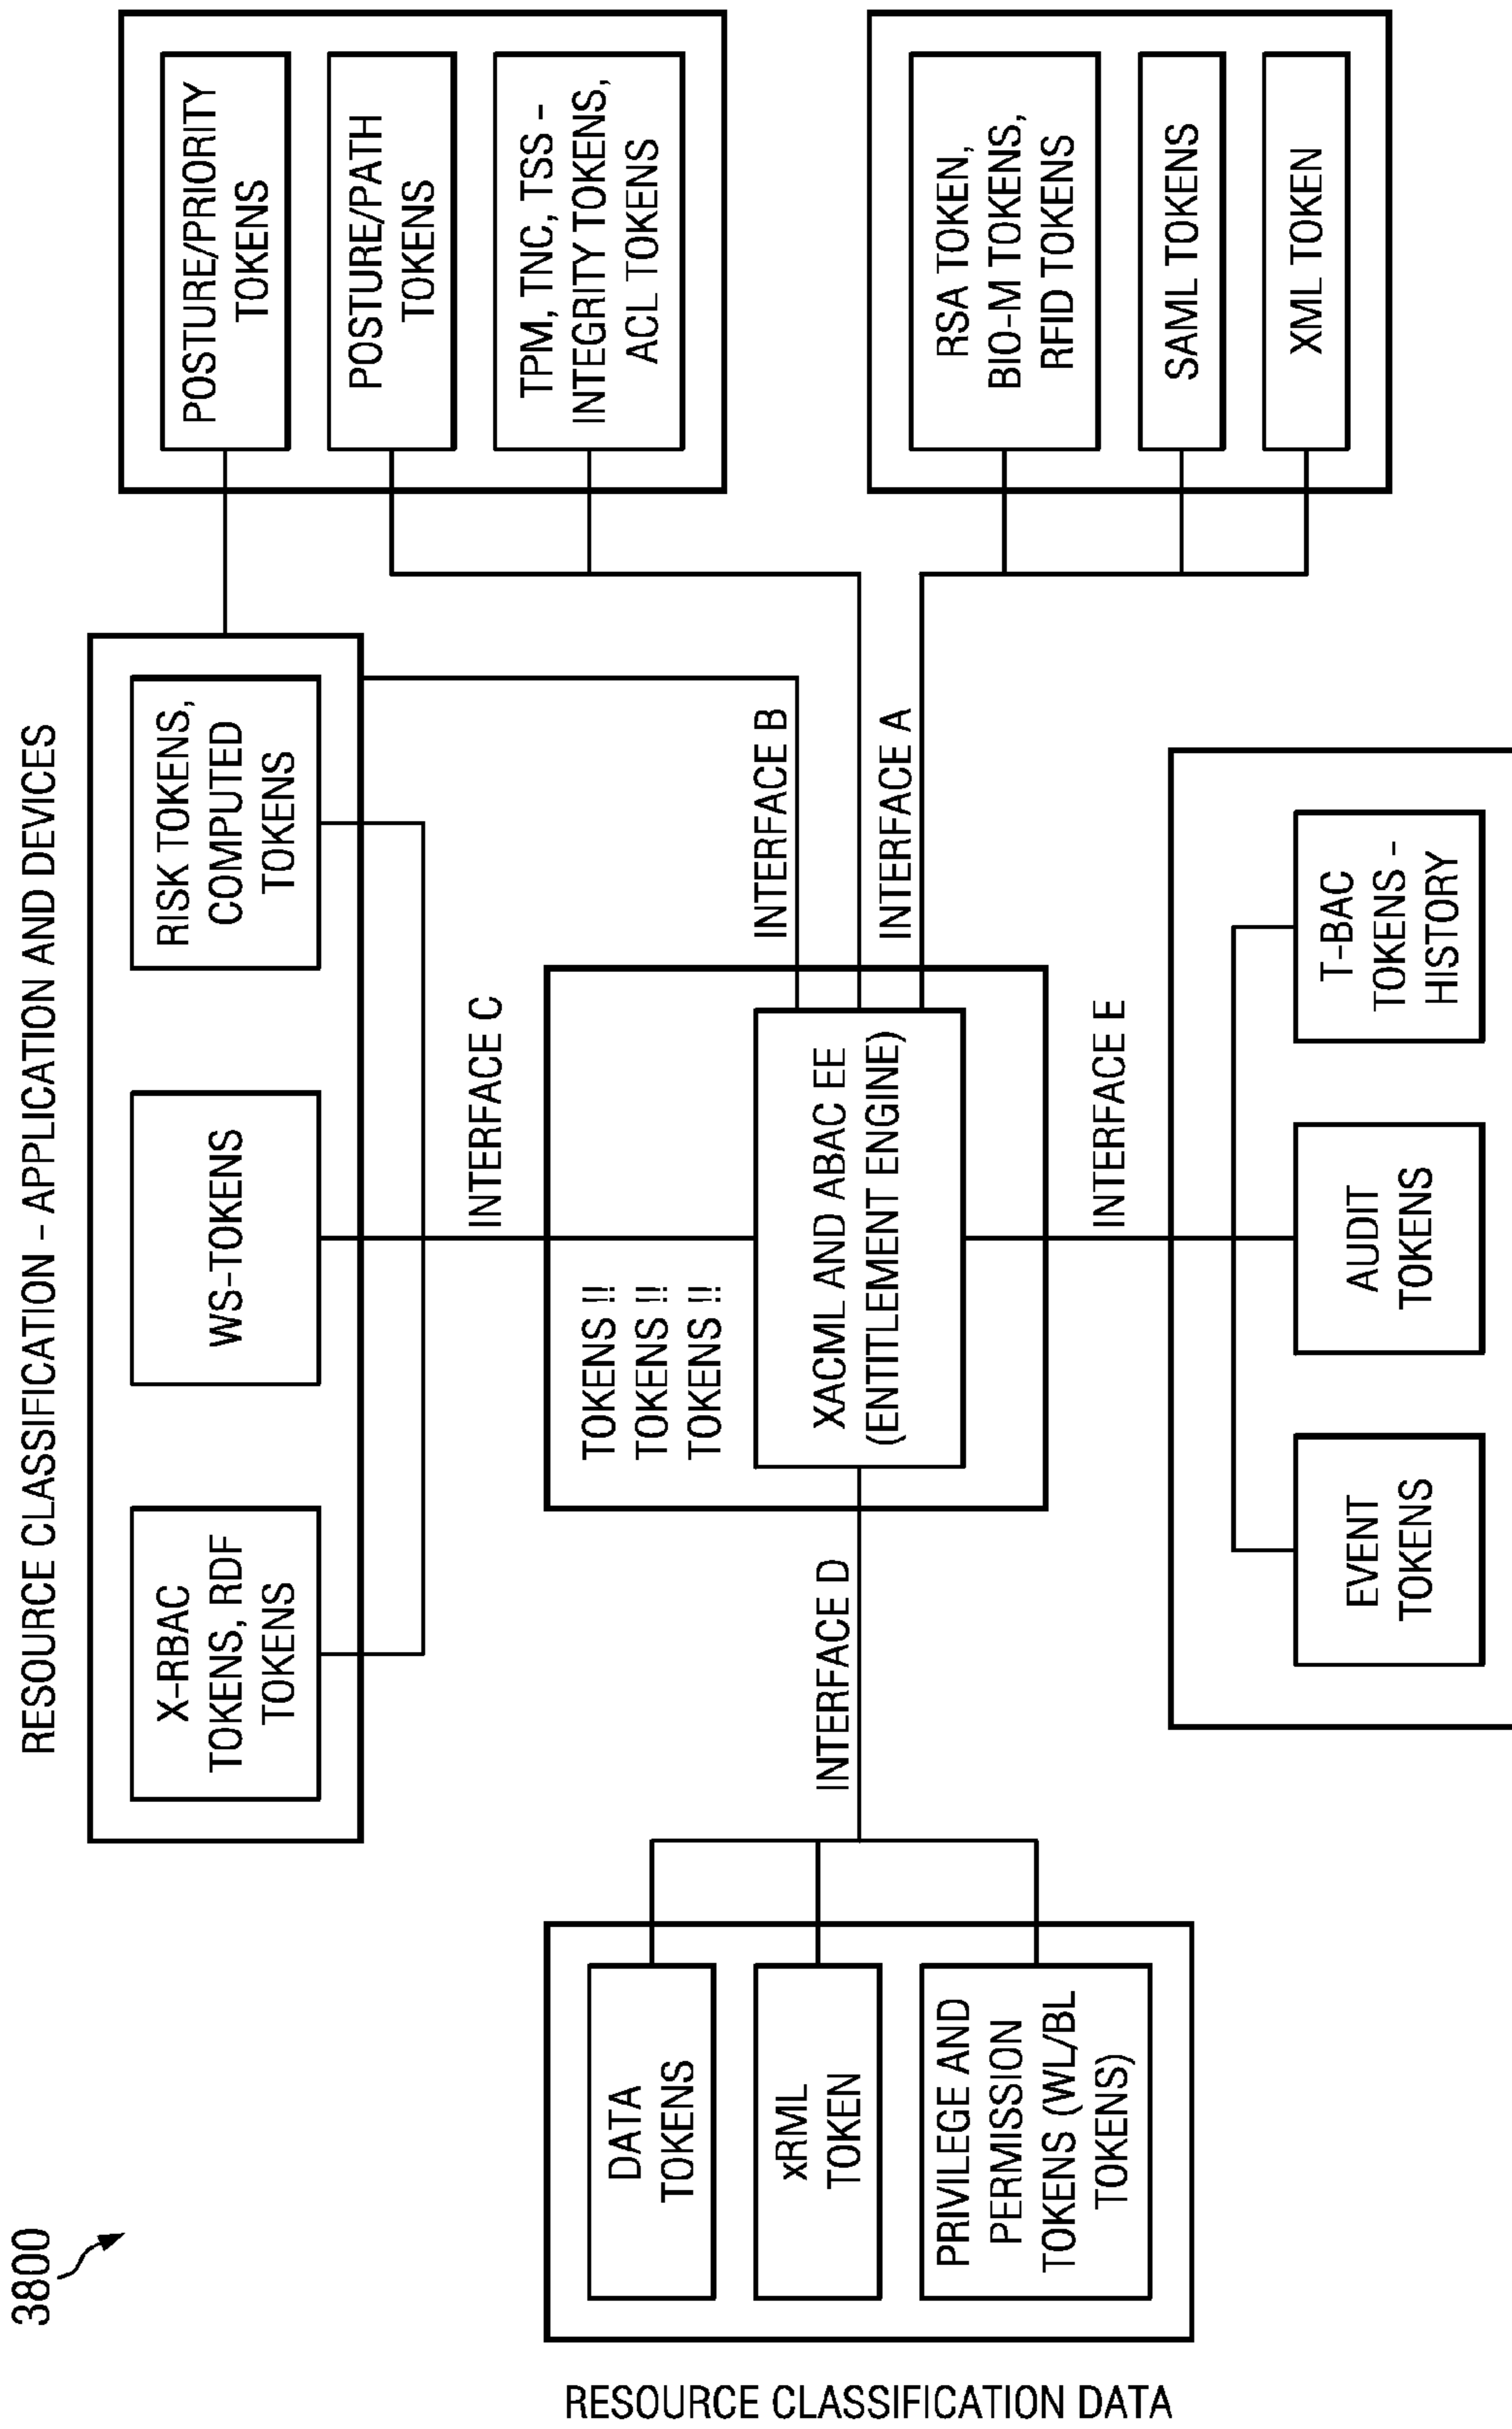 3800
RESOURCE CLASSIFICATION - APPLICATION AND DEVICES
X-RBAC
TOKENS, RDF
TOKENS
WS-TOKENS
RISK TOKENS,
COMPUTED
TOKENS
POSTURE/PRIORITY
TOKENS
POSTURE/PATH
TOKENS
TPM, TNC, TSS -
INTEGRITY TOKENS,
ACL TOKENS
INTERFACE C
INTERFACE B
INTERFACE A
TOKENS !!
TOKENS !!
TOKENS !!
XACML AND ABAC EE
(ENTITLEMENT ENGINE)
INTERFACE D
DATA
TOKENS
xRML
TOKEN
PRIVILEGE AND
PERMISSION
TOKENS (WL/BL
TOKENS)
RESOURCE CLASSIFICATION DATA
RSA TOKEN,
BIO-M TOKENS,
RFID TOKENS
SAML TOKENS
XML TOKEN
INTERFACE E
EVENT
TOKENS
AUDIT
TOKENS
T-BAC
TOKENS -
HISTORY